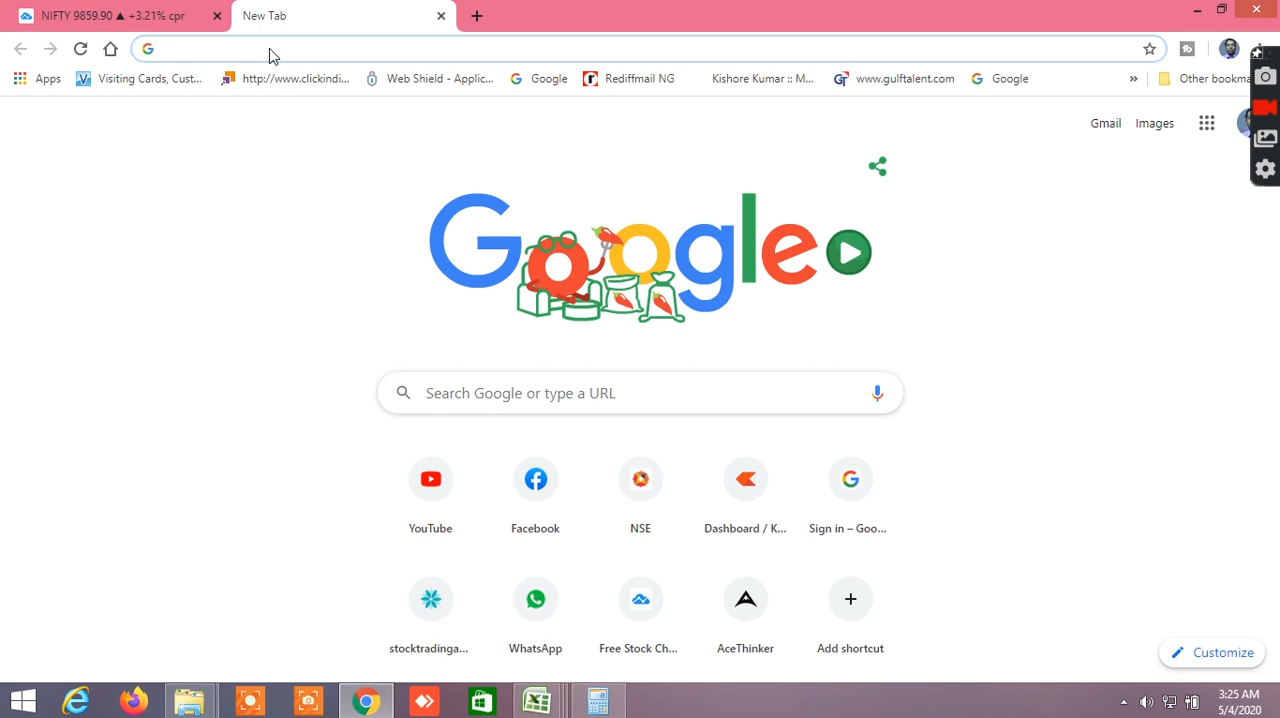 NIFTY 9859.90 ▲ +3.21% cpr
New Tab
Apps
Visiting Cards, Cust...
http://www.clickindi...
Web Shield - Applic...
Google
Rediffmail NG
Kishore Kumar :: M...
www.gulftalent.com
Google
»
Other bookma
Gmail
Images
Google
Search Google or type a URL
YouTube
Facebook
NSE
Dashboard / K...
Sign in – Goo...
stocktradinga...
WhatsApp
Free Stock Ch...
AceThinker
Add shortcut
Customize
3:25 AM
5/4/2020